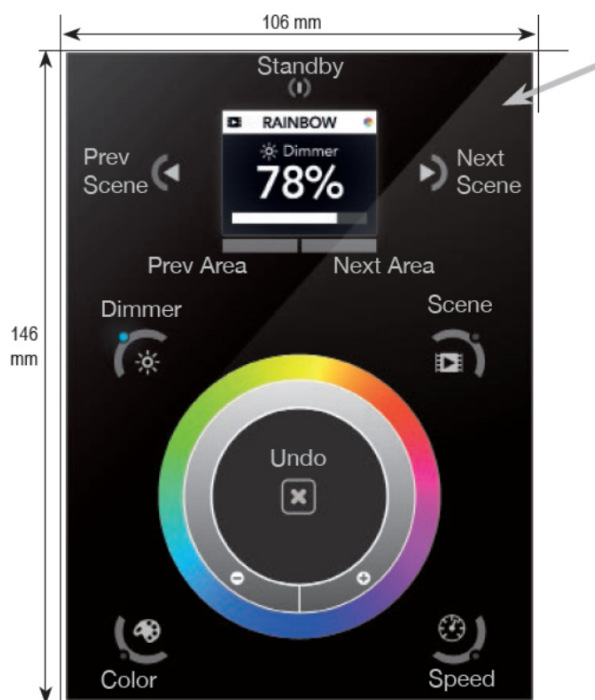 106 mm
Standby
RAINBOW
Prev
Scene
Dimmer
78%
Next
Scene
Prev Area
Next Area
Dimmer
Scene
146
mm
Undo
Color
Speed